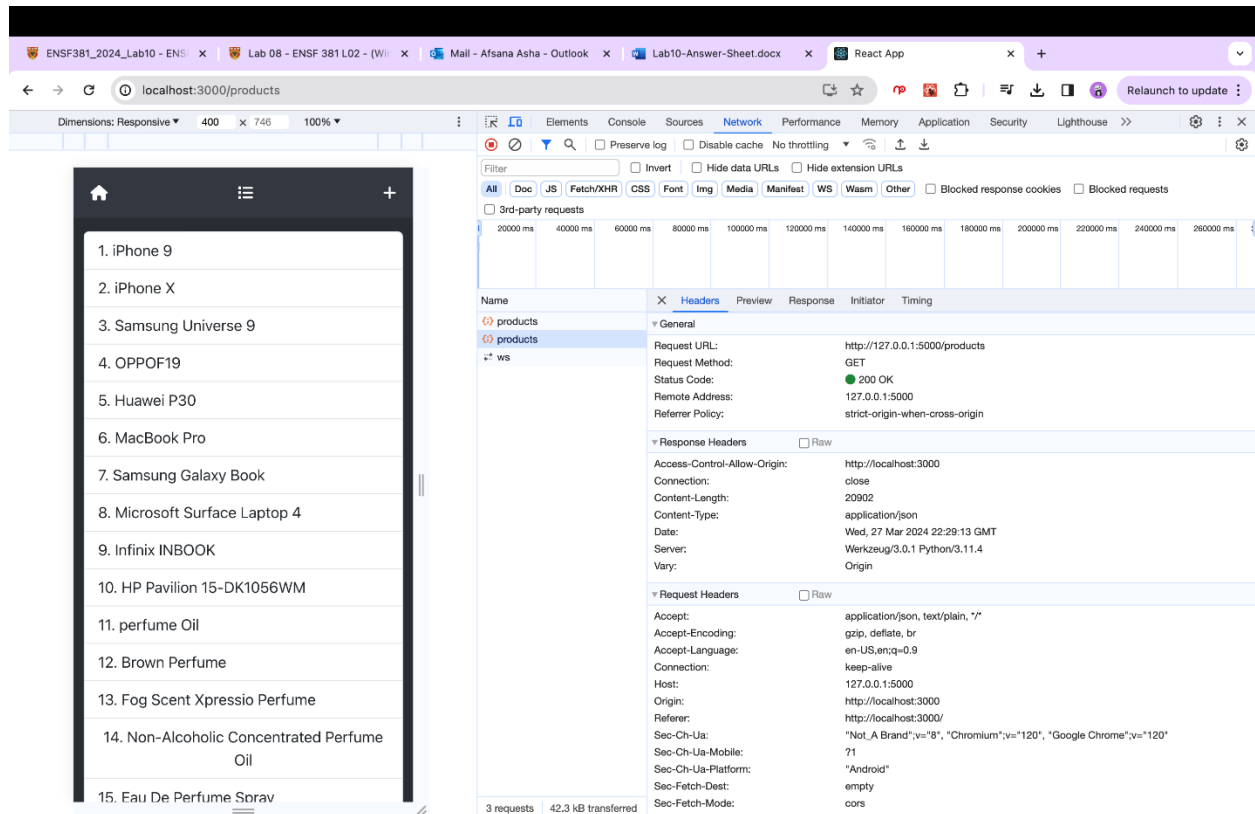 ENSF381_2024_Lab10 - ENS
Lab 08 - ENSF 381 L02 - (Win
Mail - Afsana Asha - Outlook
Lab10-Answer-Sheet.docx
React App
localhost:3000/products
Relaunch to update
Dimensions: Responsive ▼ 400 × 746 100% ▼
Elements Console Sources Network Performance Memory Application Security Lighthouse
Preserve log Disable cache No throttling
Filter
Invert Hide data URLs Hide extension URLs
All Doc JS Fetch/XHR CSS Font Img Media Manifest WS Wasm Other Blocked response cookies Blocked requests
3rd-party requests
20000 ms 40000 ms 60000 ms 80000 ms 100000 ms 120000 ms 140000 ms 160000 ms 180000 ms 200000 ms 220000 ms 240000 ms 260000 ms
1. iPhone 9
2. iPhone X
3. Samsung Universe 9
4. OPPOF19
5. Huawei P30
6. MacBook Pro
7. Samsung Galaxy Book
8. Microsoft Surface Laptop 4
9. Infinix INBOOK
10. HP Pavilion 15-DK1056WM
11. perfume Oil
12. Brown Perfume
13. Fog Scent Xpressio Perfume
14. Non-Alcoholic Concentrated Perfume
Oil
15. Eau De Perfume Spray
Name
products
products
ws
3 requests 42.3 kB transferred
Headers Preview Response Initiator Timing
General
Request URL: http://127.0.0.1:5000/products
Request Method: GET
Status Code: 200 OK
Remote Address: 127.0.0.1:5000
Referrer Policy: strict-origin-when-cross-origin
Response Headers Raw
Access-Control-Allow-Origin: http://localhost:3000
Connection: close
Content-Length: 20902
Content-Type: application/json
Date: Wed, 27 Mar 2024 22:29:13 GMT
Server: Werkzeug/3.0.1 Python/3.11.4
Vary: Origin
Request Headers Raw
Accept: application/json, text/plain, */*
Accept-Encoding: gzip, deflate, br
Accept-Language: en-US,en;q=0.9
Connection: keep-alive
Host: 127.0.0.1:5000
Origin: http://localhost:3000
Referer: http://localhost:3000/
Sec-Ch-Ua: "Not_A Brand";v="8", "Chromium";v="120", "Google Chrome";v="120"
Sec-Ch-Ua-Mobile: ?1
Sec-Ch-Ua-Platform: "Android"
Sec-Fetch-Dest: empty
Sec-Fetch-Mode: cors